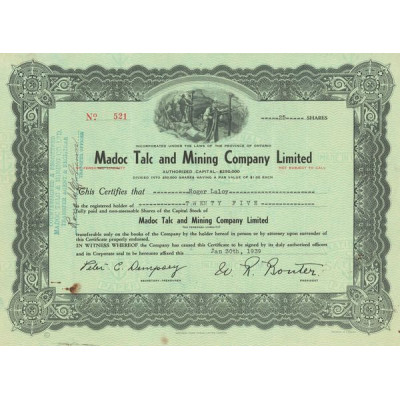 No 521
25 SHARES
INCORPORATED UNDER THE LAWS OF THE PROVINCE OF ONTARIO
Madoc Talc and Mining Company Limited
AUTHORIZED CAPITAL, $200,000
DIVIDED INTO 200,000 SHARES HAVING A PAR VALUE OF $1.00 EACH
NOT SUBJECT TO CALL
This Certifies that Roger Laloy
is the registered holder of TWENTY FIVE
fully paid and non-assessable Shares of the Capital Stock of
Madoc Talc and Mining Company Limited
transferable only on the books of the Company by the holder hereof in person or by attorney upon surrender of
this Certificate properly endorsed.
IN WITNESS WHEREOF the Company has caused this Certificate to be signed by its duly authorized officers
and its Corporate seal to be hereunto affixed this Jan 30th, 1939
Peter C. Dempsey
SECRETARY-TREASURER
PRESIDENT